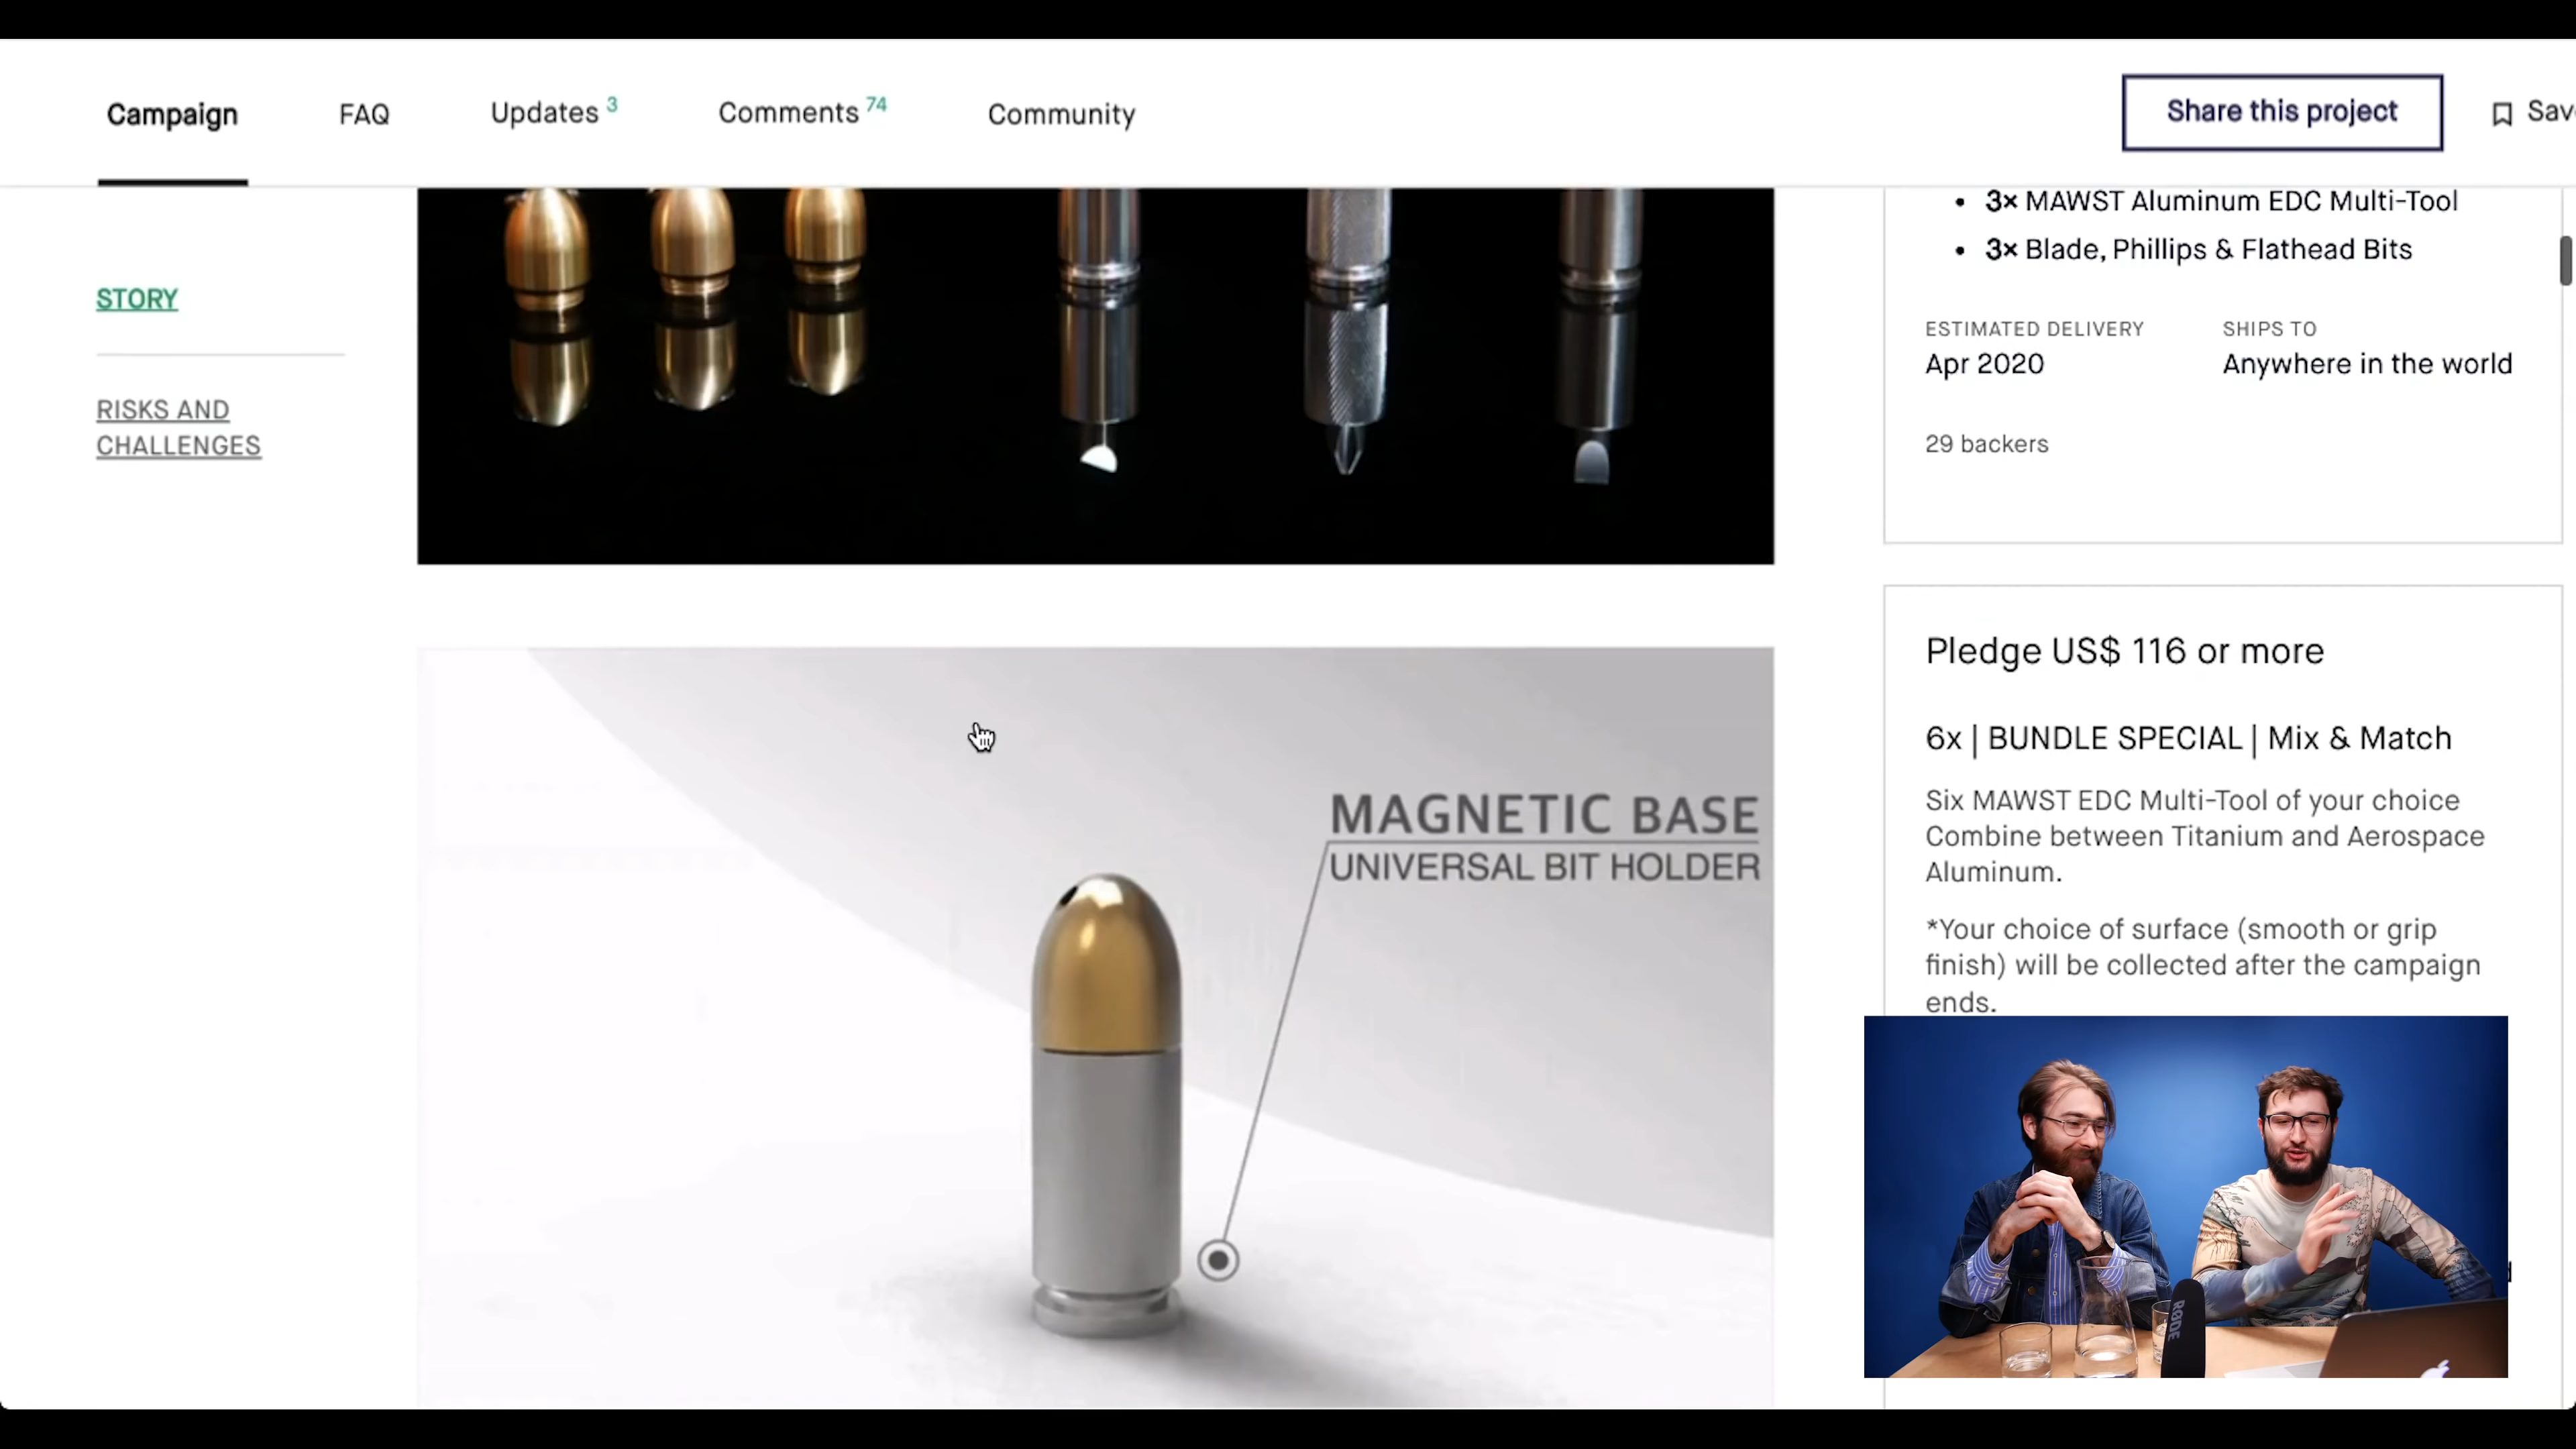 Campaign
FAQ
Updates 3
Comments 74
Community
Share this project
STORY
RISKS AND
CHALLENGES
MAGNETIC BASE
UNIVERSAL BIT HOLDER
• 3× MAWST Aluminum EDC Multi-Tool
• 3× Blade, Phillips & Flathead Bits
ESTIMATED DELIVERY
Apr 2020
SHIPS TO
Anywhere in the world
29 backers
Pledge US$ 116 or more
6x | BUNDLE SPECIAL | Mix & Match
Six MAWST EDC Multi-Tool of your choice
Combine between Titanium and Aerospace
Aluminum.
*Your choice of surface (smooth or grip
finish) will be collected after the campaign
ends.
RØDE